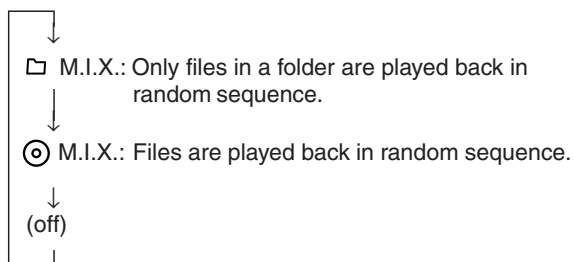 M.I.X.: Only files in a folder are played back in
random sequence.
M.I.X.: Files are played back in random sequence.
(off)